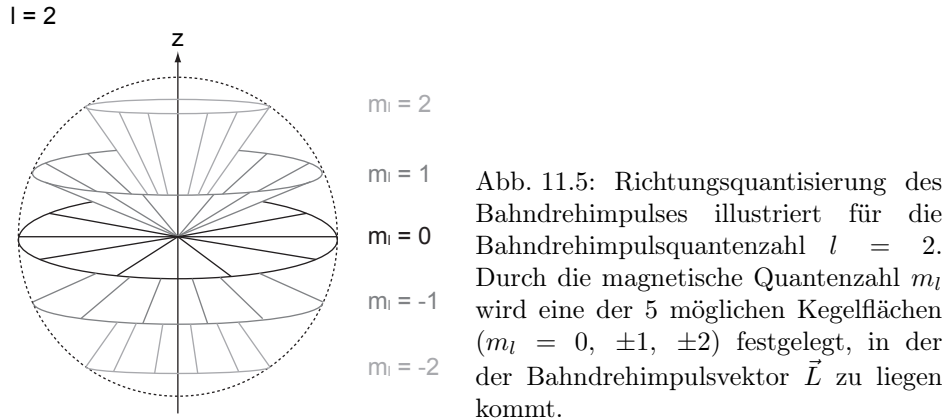 l = 2
z
mₗ = 2
mₗ = 1
mₗ = 0
mₗ = -1
mₗ = -2
Abb. 11.5: Richtungsquantisierung des
Bahndrehimpulses illustriert für die
Bahndrehimpulsquantenzahl l = 2.
Durch die magnetische Quantenzahl mₗ
wird eine der 5 möglichen Kegelflächen
(mₗ = 0, ±1, ±2) festgelegt, in der
der Bahndrehimpulsvektor L⃗ zu liegen
kommt.